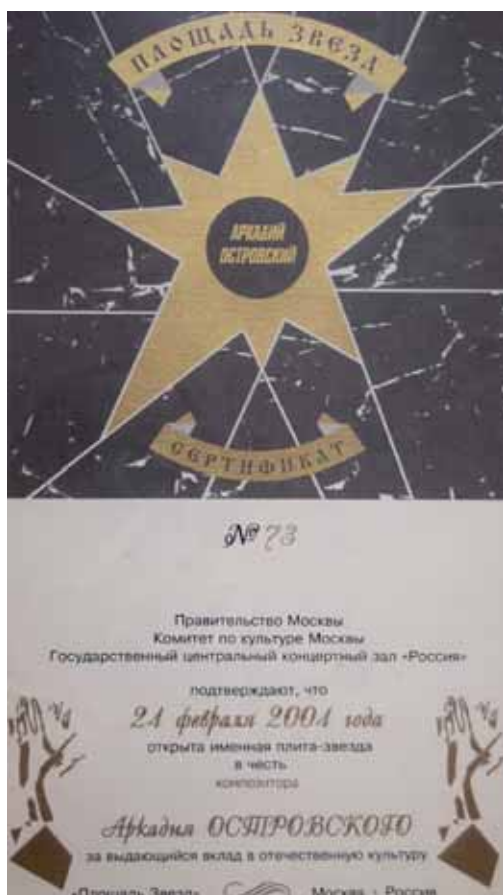 ПЛОЩАДЬ ЗВЕЗД
АРКАДИЙ
ОСТРОВСКИЙ
СЕРТИФИКАТ
№ 73
Правительство Москвы
Комитет по культуре Москвы
Государственный центральный концертный зал «Россия»
подтверждают, что
21 февраля 2001 года
открыта именная плита-звезда
в честь
композитора
Аркадия ОСТРОВСКОГО
за выдающийся вклад в отечественную культуру
«Площадь Звезд» Москва · Россия